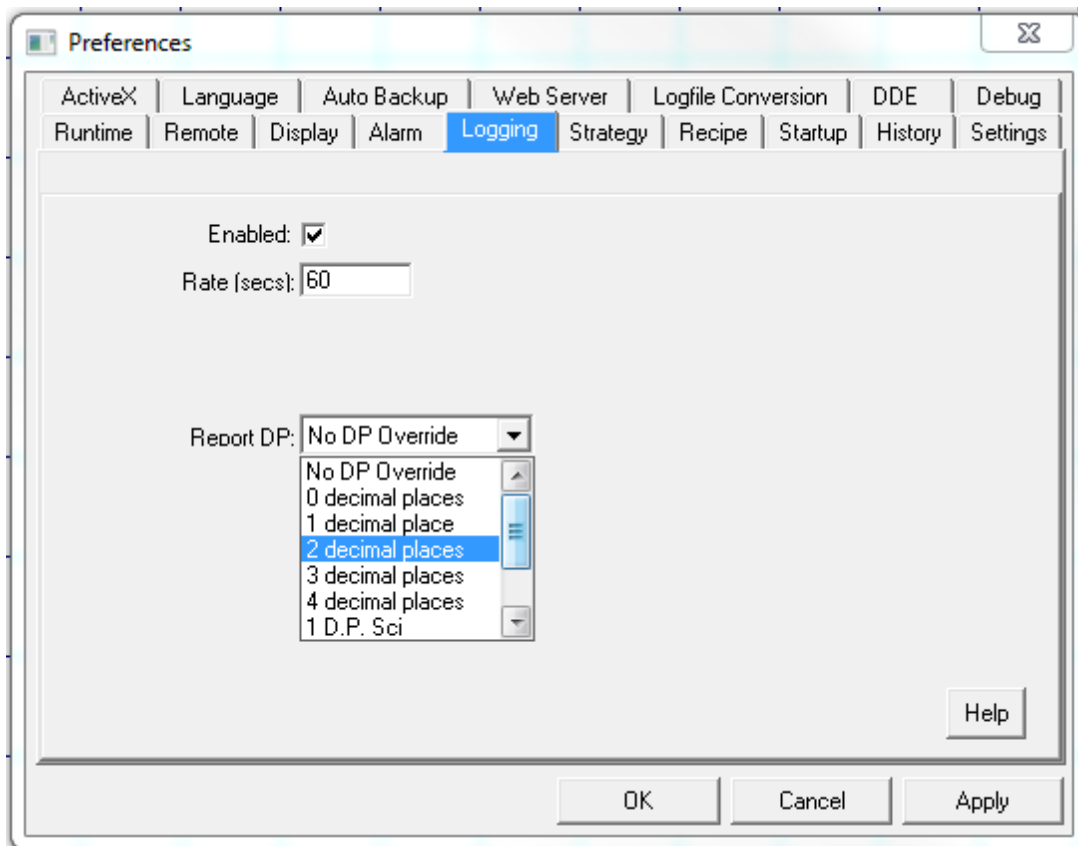 Preferences
ActiveX Language Auto Backup Web Server Logfile Conversion DDE Debug
Runtime Remote Display Alarm Logging Strategy Recipe Startup History Settings
Enabled:
Rate (secs): 60
Report DP: No DP Override
No DP Override
0 decimal places
1 decimal place
2 decimal places
3 decimal places
4 decimal places
1 D.P. Sci
Help
OK Cancel Apply